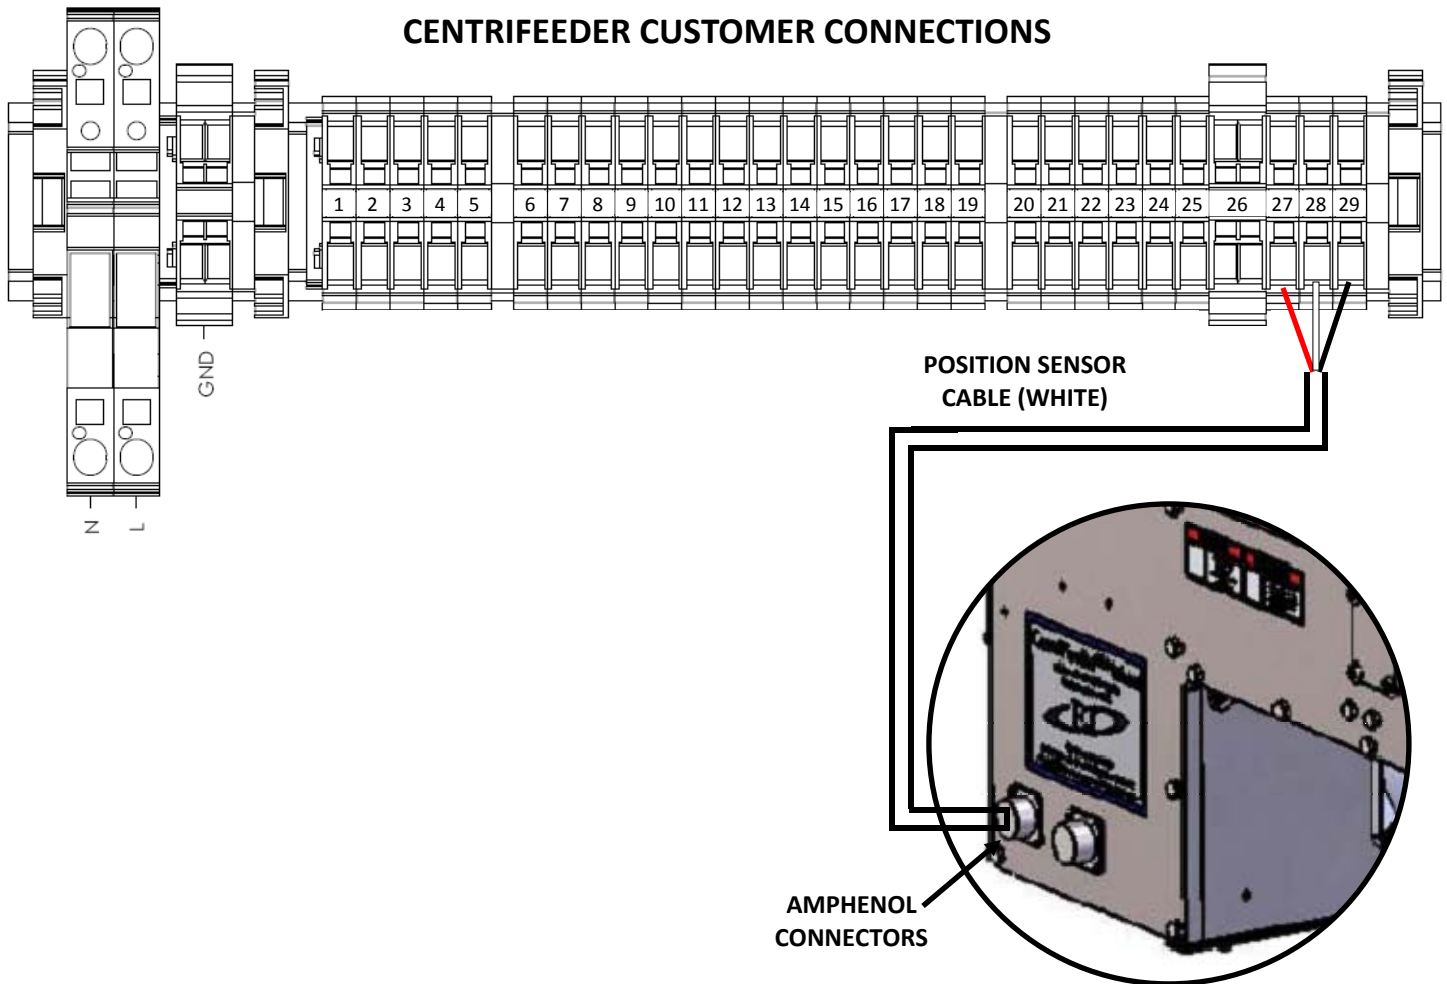 CENTRIFEEDER CUSTOMER CONNECTIONS
1 2 3 4 5 6 7 8 9 10 11 12 13 14 15 16 17 18 19 20 21 22 23 24 25 26 27 28 29
GND
N
L
POSITION SENSOR
CABLE (WHITE)
AMPHENOL
CONNECTORS